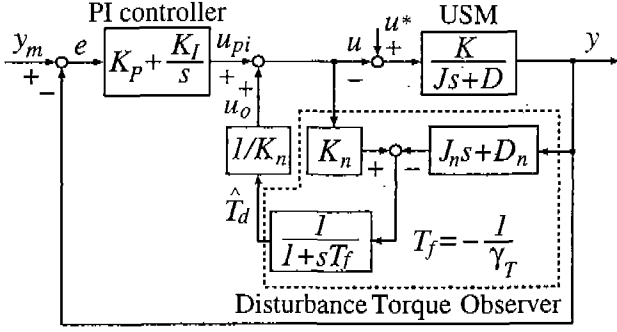 PI controller
USM
y_m
+
−
e
K_P + K_I/s
u_pi
+
+
u_o
u
−
u*
+
K/(Js+D)
y
1/K_n
K_n
+
−
J_n s+D_n
T̂_d
1/(1+sT_f)
T_f = − 1/γ_T
Disturbance Torque Observer